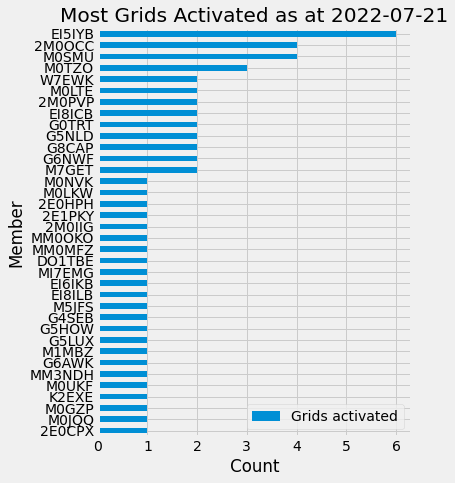 Most Grids Activated as at 2022-07-21
EI5IYB
2M0OCC
M0SMU
M0TZO
W7EWK
M0LTE
2M0PVP
EI8ICB
G0TRT
G5NLD
G8CAP
G6NWF
M7GET
M0NVK
M0LKW
2E0HPH
2E1PKY
2M0IIG
MM0OKO
MM0MFZ
DO1TBE
MI7EMG
EI6IKB
EI8ILB
M5JFS
G4SEB
G5HOW
G5LUX
M1MBZ
G6AWK
MM3NDH
M0UKF
K2EXE
M0GZP
M0JQQ
2E0CPX
Member
Grids activated
0 1 2 3 4 5 6
Count